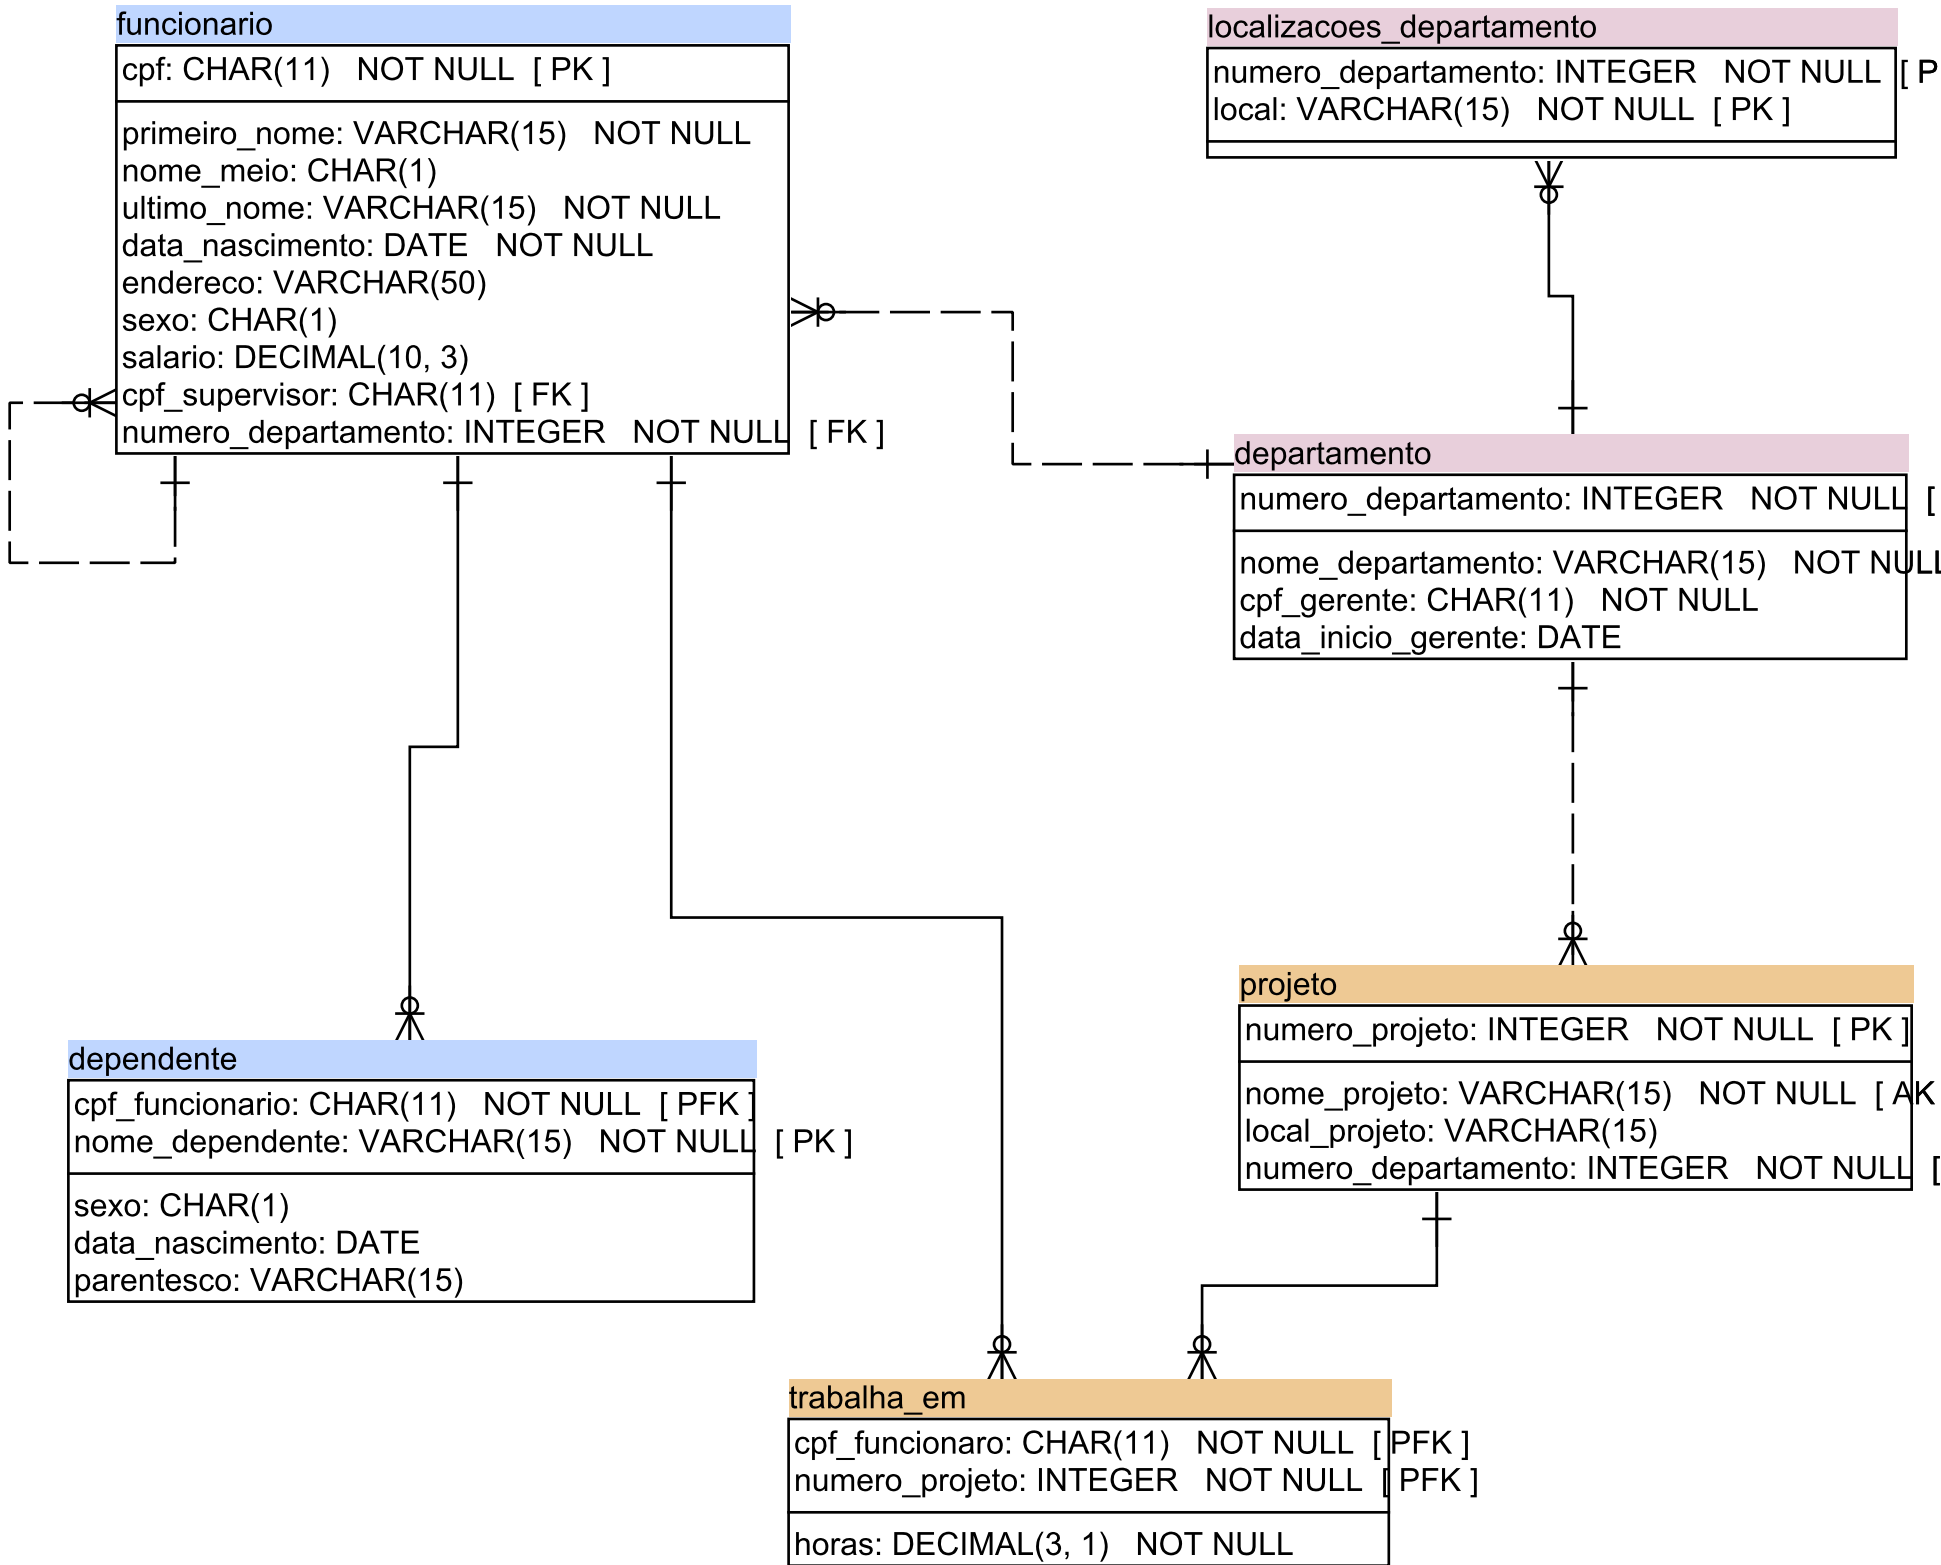 funcionario
cpf: CHAR(11) NOT NULL [ PK ]
primeiro_nome: VARCHAR(15) NOT NULL
nome_meio: CHAR(1)
ultimo_nome: VARCHAR(15) NOT NULL
data_nascimento: DATE NOT NULL
endereco: VARCHAR(50)
sexo: CHAR(1)
salario: DECIMAL(10, 3)
cpf_supervisor: CHAR(11) [ FK ]
numero_departamento: INTEGER NOT NULL [ FK ]
localizacoes_departamento
numero_departamento: INTEGER NOT NULL [ P
local: VARCHAR(15) NOT NULL [ PK ]
departamento
numero_departamento: INTEGER NOT NULL [
nome_departamento: VARCHAR(15) NOT NULL
cpf_gerente: CHAR(11) NOT NULL
data_inicio_gerente: DATE
projeto
numero_projeto: INTEGER NOT NULL [ PK ]
nome_projeto: VARCHAR(15) NOT NULL [ AK
local_projeto: VARCHAR(15)
numero_departamento: INTEGER NOT NULL [
dependente
cpf_funcionario: CHAR(11) NOT NULL [ PFK ]
nome_dependente: VARCHAR(15) NOT NULL [ PK ]
sexo: CHAR(1)
data_nascimento: DATE
parentesco: VARCHAR(15)
trabalha_em
cpf_funcionaro: CHAR(11) NOT NULL [ PFK ]
numero_projeto: INTEGER NOT NULL [ PFK ]
horas: DECIMAL(3, 1) NOT NULL